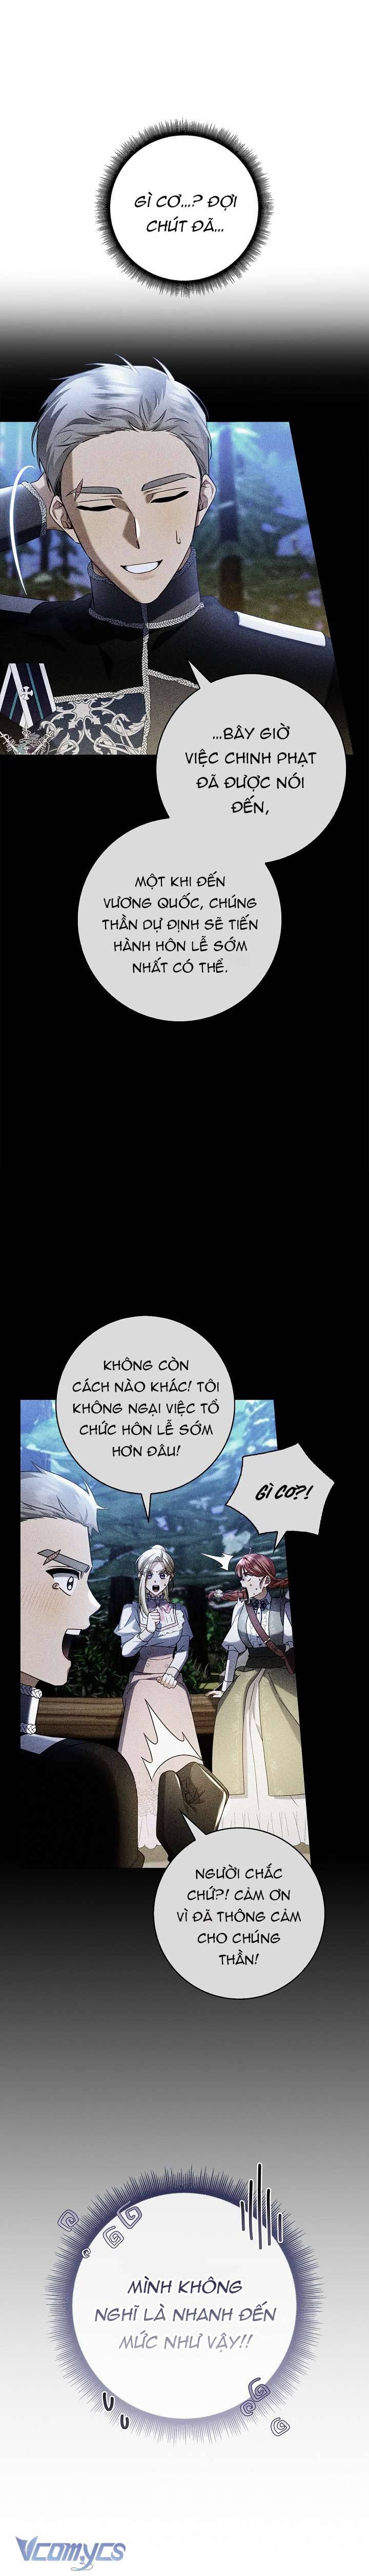 GÌ CƠ...? ĐỢI
CHÚT ĐÃ...
...BÂY GIỜ
VIỆC CHINH PHẠT
ĐÃ ĐƯỢC NÓI
ĐẾN,
MỘT KHI ĐẾN
VƯƠNG QUỐC, CHÚNG
THẦN DỰ ĐỊNH SẼ TIẾN
HÀNH HÔN LỄ SỚM
NHẤT CÓ THỂ.
KHÔNG CÒN
CÁCH NÀO KHÁC! TÔI
KHÔNG NGẠI VIỆC TỔ
CHỨC HÔN LỄ SỚM
HƠN ĐÂU!
GÌ CƠ?!
NGƯỜI CHẮC
CHỨ?! CẢM ƠN
VÌ ĐÃ THÔNG CẢM
CHO CHÚNG
THẦN!
MÌNH KHÔNG
NGHĨ LÀ NHANH ĐẾN
MỨC NHƯ VẬY!!
Vcomycs